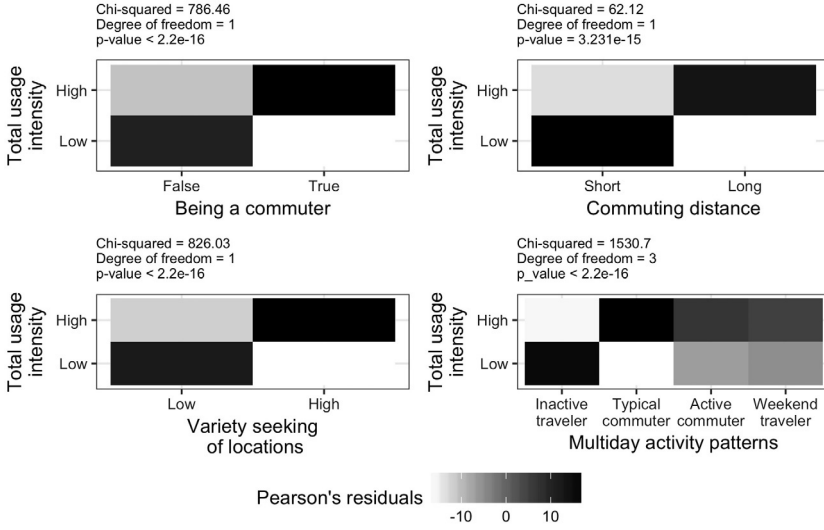 Chi-squared = 786.46
Degree of freedom = 1
p-value < 2.2e-16
Total usage
intensity
High
Low
False
True
Being a commuter
Chi-squared = 62.12
Degree of freedom = 1
p-value = 3.231e-15
Total usage
intensity
High
Low
Short
Long
Commuting distance
Chi-squared = 826.03
Degree of freedom = 1
p-value < 2.2e-16
Total usage
intensity
High
Low
Low
High
Variety seeking
of locations
Chi-squared = 1530.7
Degree of freedom = 3
p_value < 2.2e-16
Total usage
intensity
High
Low
Inactive
traveler
Typical
commuter
Active
commuter
Weekend
traveler
Multiday activity patterns
Pearson's residuals
-10
0
10